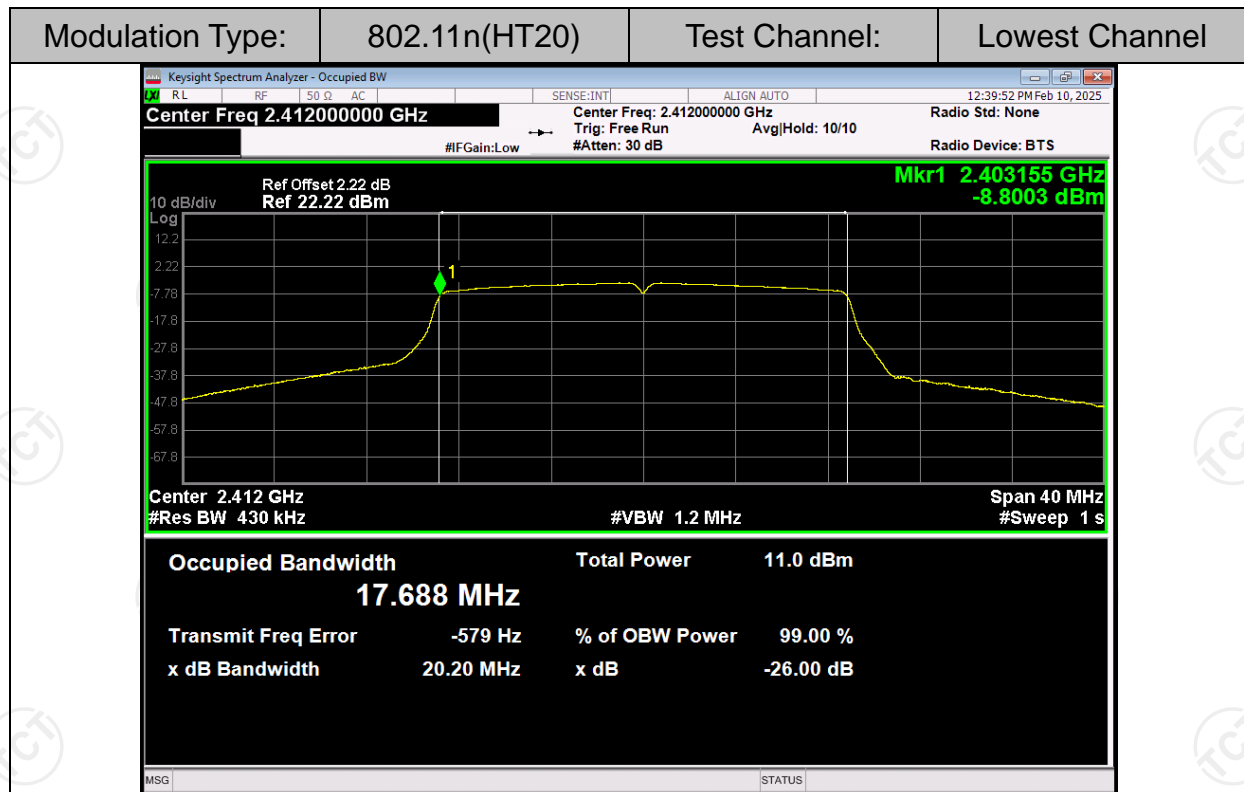 Modulation Type: 802.11n(HT20) Test Channel: Lowest Channel
Keysight Spectrum Analyzer - Occupied BW
LXI RL RF 50 Ω AC SENSE:INT ALIGN AUTO 12:39:52 PM Feb 10, 2025
Center Freq 2.412000000 GHz Center Freq: 2.412000000 GHz Radio Std: None
Trig: Free Run Avg|Hold: 10/10
#IFGain:Low #Atten: 30 dB Radio Device: BTS
Mkr1 2.403155 GHz
Ref Offset 2.22 dB
10 dB/div Ref 22.22 dBm -8.8003 dBm
Log
12.2
2.22
1
-7.78
-17.8
-27.8
-37.8
-47.8
-57.8
-67.8
Center 2.412 GHz Span 40 MHz
#Res BW 430 kHz #VBW 1.2 MHz #Sweep 1 s
Occupied Bandwidth Total Power 11.0 dBm
17.688 MHz
Transmit Freq Error -579 Hz % of OBW Power 99.00 %
x dB Bandwidth 20.20 MHz x dB -26.00 dB
MSG STATUS
TCT
TCT
TCT
TCT
TCT
TCT